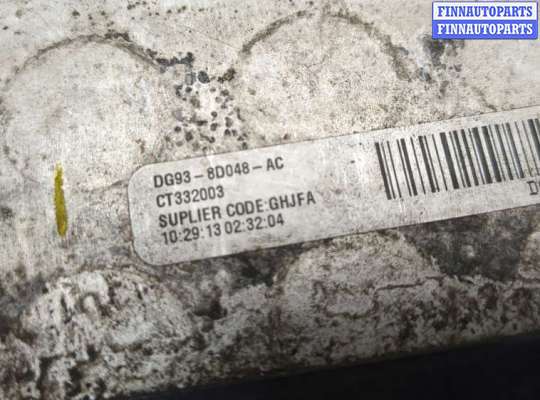 FINNAUTOPARTS
FINNAUTOPARTS
DG93-8D048-AC
CT332003
SUPLIER CODE:GHJFA
10:29:13 02:32:04